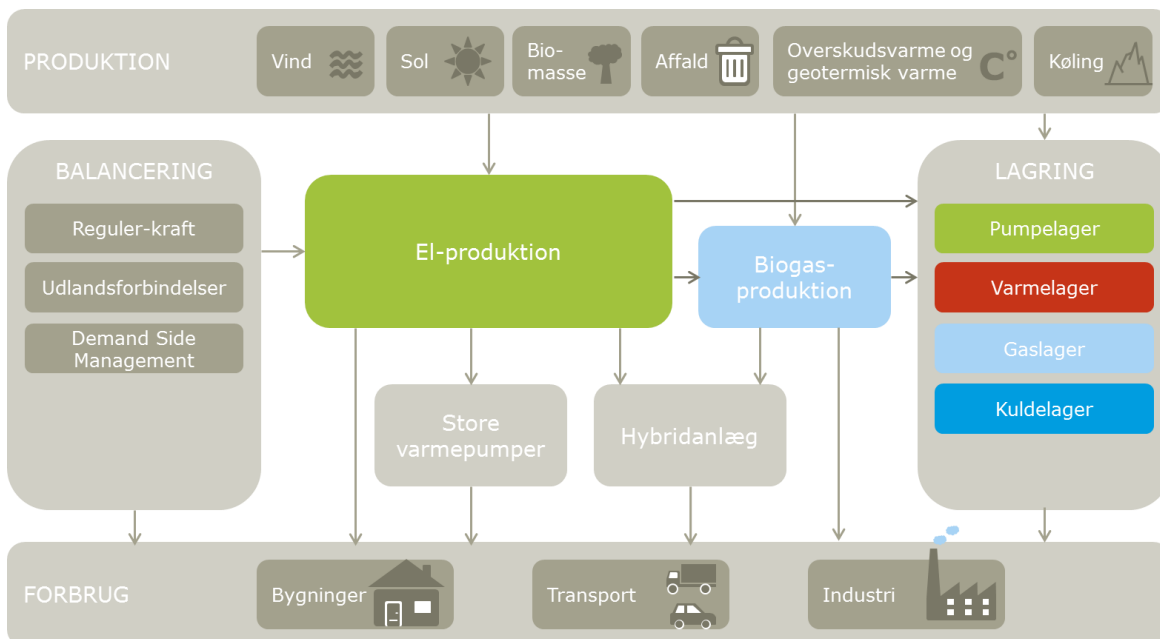 PRODUKTION
Vind
Sol
Bio-
masse
Affald
Overskudsvarme og
geotermisk varme
C°
Køling
BALANCERING
Reguler-kraft
Udlandsforbindelser
Demand Side
Management
El-produktion
Biogas-
produktion
LAGRING
Pumpelager
Varmelager
Gaslager
Kuldelager
Store
varmepumper
Hybridanlæg
FORBRUG
Bygninger
Transport
Industri